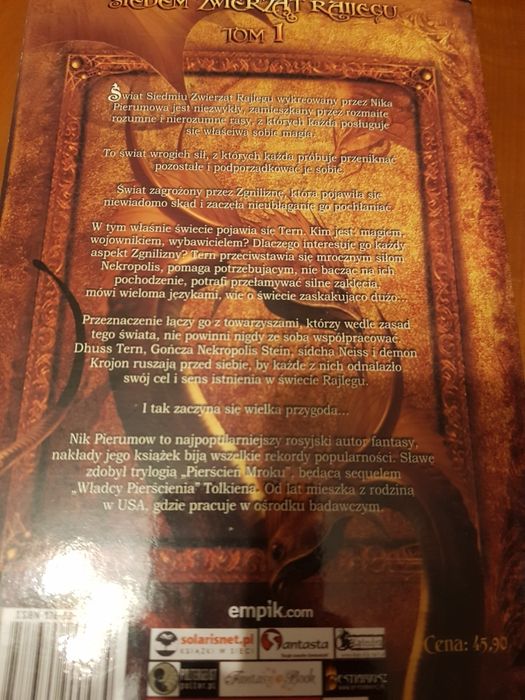 SIEDEM ZWIERZĄT RAJLEGU
TOM 1
Świat Siedmiu Zwierząt Rajlegu wykreowany przez Nika
Pierumowa jest niezwykły, zamieszkany przez rozmaite
rozumne i nierozumne rasy, z których każda posługuje
się właściwą sobie magią.
To świat wrogich sił, z których każda próbuje przeniknąć
pozostałe i podporządkować je sobie.
Świat zagrożony przez Zgniliznę, która pojawiła się
niewiadomo skąd i zaczęła nieubłaganie go pochłaniać.
W tym właśnie świecie pojawia się Tern. Kim jest: magiem,
wojownikiem, wybawicielem? Dlaczego interesuje go każdy
aspekt Zgnilizny? Tern przeciwstawia się mrocznym siłom
Nekropolis, pomaga potrzebującym, nie bacząc na ich
pochodzenie, potrafi przełamywać silne zaklęcia,
mówi wieloma językami, wie o świecie zaskakująco dużo...
Przeznaczenie łączy go z towarzyszami, którzy wedle zasad
tego świata, nie powinni nigdy ze sobą współpracować.
Dhuss Tern, Gończa Nekropolis Stein, sidcha Neiss i demon
Krojon ruszają przed siebie, by każde z nich odnalazło
swój cel i sens istnienia w świecie Rajlegu.
I tak zaczyna się wielka przygoda...
Nik Pierumow to najpopularniejszy rosyjski autor fantasy,
nakłady jego książek biją wszelkie rekordy popularności. Sławę
zdobył trylogią „Pierścień Mroku”, będącą sequelem
„Władcy Pierścienia” Tolkiena. Od lat mieszka z rodziną
w USA, gdzie pracuje w ośrodku badawczym.
empik.com
solarisnet.pl
KSIĄŻKI W SIECI
fantasta
Cena: 45,90
Fantasy Book